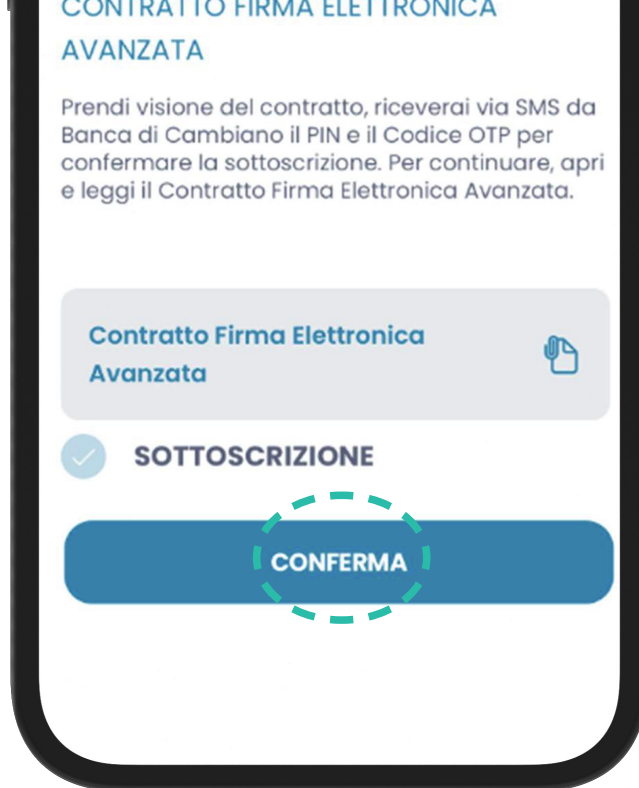 CONTRATTO FIRMA ELETTRONICA
AVANZATA
Prendi visione del contratto, riceverai via SMS da
Banca di Cambiano il PIN e il Codice OTP per
confermare la sottoscrizione. Per continuare, apri
e leggi il Contratto Firma Elettronica Avanzata.
Contratto Firma Elettronica
Avanzata
SOTTOSCRIZIONE
CONFERMA